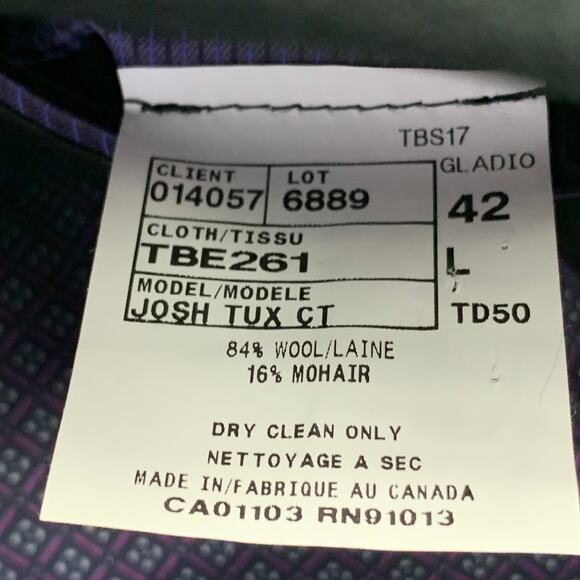 TBS17
GLADIO
CLIENT LOT
014057 6889
42
CLOTH/TISSU
TBE261
L
MODEL/MODELE
JOSH TUX CT
TD50
84% WOOL/LAINE
16% MOHAIR
DRY CLEAN ONLY
NETTOYAGE A SEC
MADE IN/FABRIQUE AU CANADA
CA01103 RN91013